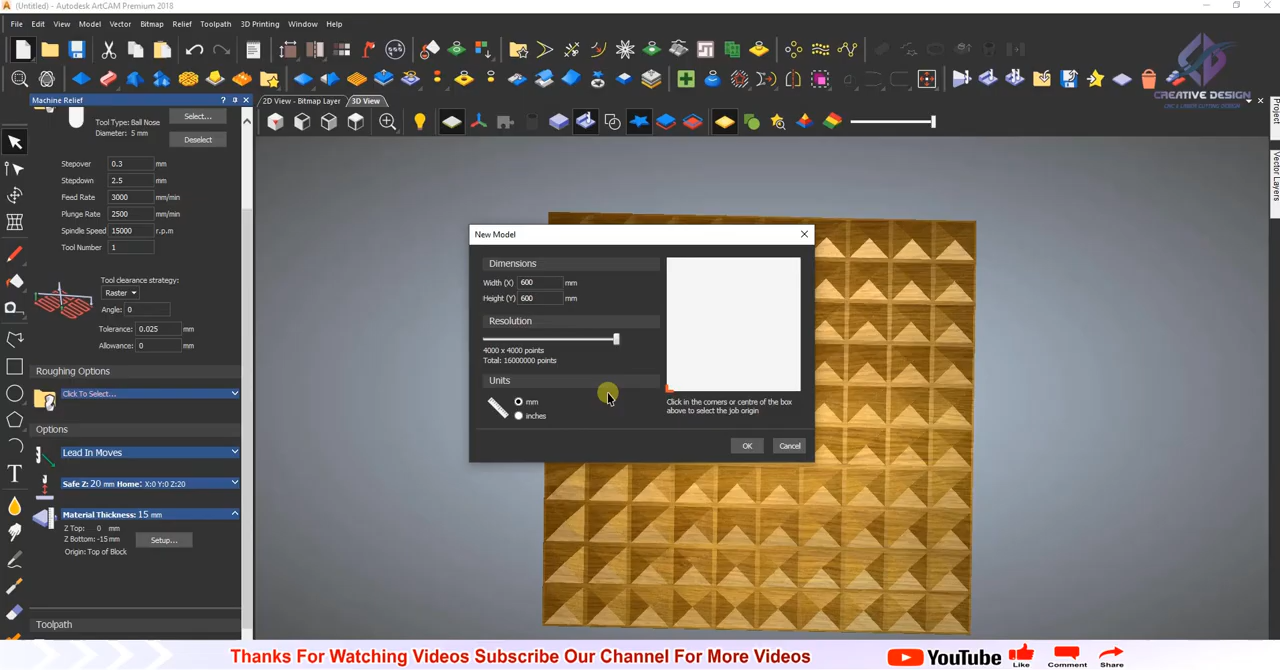 (Untitled) - Autodesk ArtCAM Premium 2018
File Edit View Model Vector Bitmap Relief Toolpath 3D Printing Window Help
CREATIVE DESIGN
Machine Relief ?
2D View - Bitmap Layer 3D View
Project
Vector Layers
Tool Type: Ball Nose
Diameter: 5 mm
Select...
Deselect
Stepover 0.3 mm
Stepdown 2.5 mm
Feed Rate 3000 mm/min
Plunge Rate 2500 mm/min
Spindle Speed 15000 r.p.m
Tool Number 1
Tool clearance strategy:
Raster
Angle: 0
Tolerance: 0.025 mm
Allowance: 0 mm
Roughing Options
Click To Select...
Options
Lead In Moves
Safe Z: 20 mm Home: X:0 Y:0 Z:20
Material Thickness: 15 mm
Z Top: 0 mm
Z Bottom: -15 mm
Origin: Top of Block
Setup...
Toolpath
T
New Model
Dimensions
Width (X) 600 mm
Height (Y) 600 mm
Resolution
4000 x 4000 points
Total: 16000000 points
Units
mm
inches
Click in the corners or centre of the box
above to select the job origin
OK Cancel
Thanks For Watching Videos Subscribe Our Channel For More Videos
YouTube
Like Comment Share